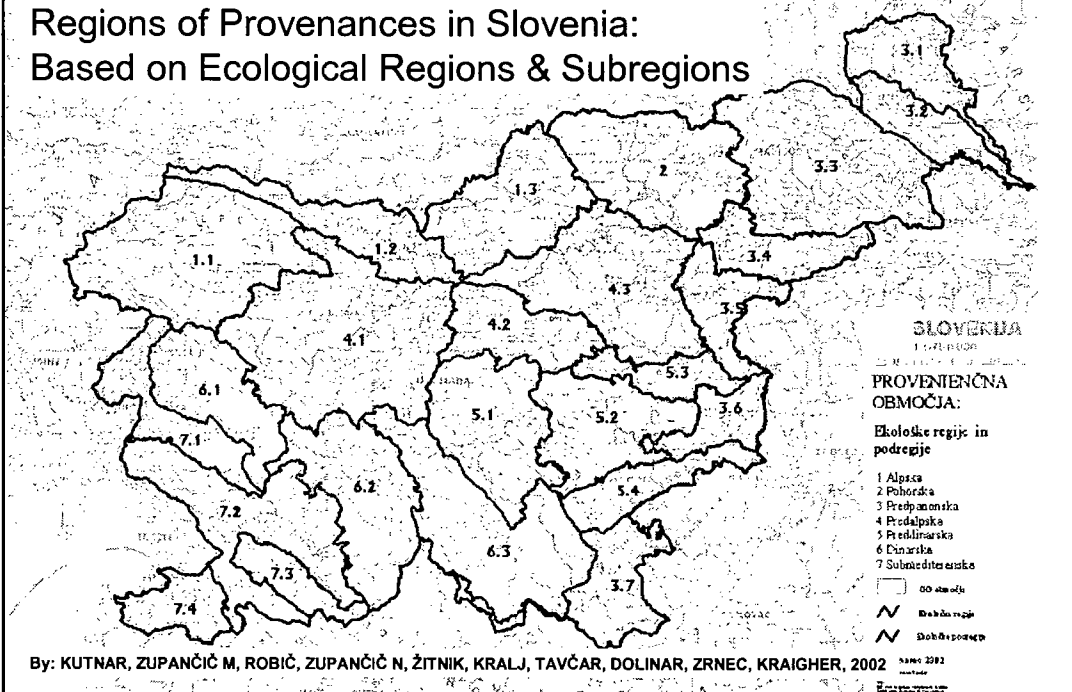 Regions of Provenances in Slovenia:
Based on Ecological Regions & Subregions
3.1
3.2
3.3
2
1.3
1.2
1.1
3.4
4.3
3.5
4.2
4.1
SLOVENIJA
5.3
PROVENIENČNA
OBMOČJA:
6.1
5.1
5.2
3.6
Ekološke regije in
podregije
7.1
6.2
5.4
1 Alpska
2 Pohorska
3 Predpanonska
4 Predalpska
5 Preddinarska
6 Dinarska
7 Submediteranska
7.2
6.3
7.3
3.7
7.4
By: KUTNAR, ZUPANČIČ M, ROBIČ, ZUPANČIČ N, ŽITNIK, KRALJ, TAVČAR, DOLINAR, ZRNEC, KRAIGHER, 2002